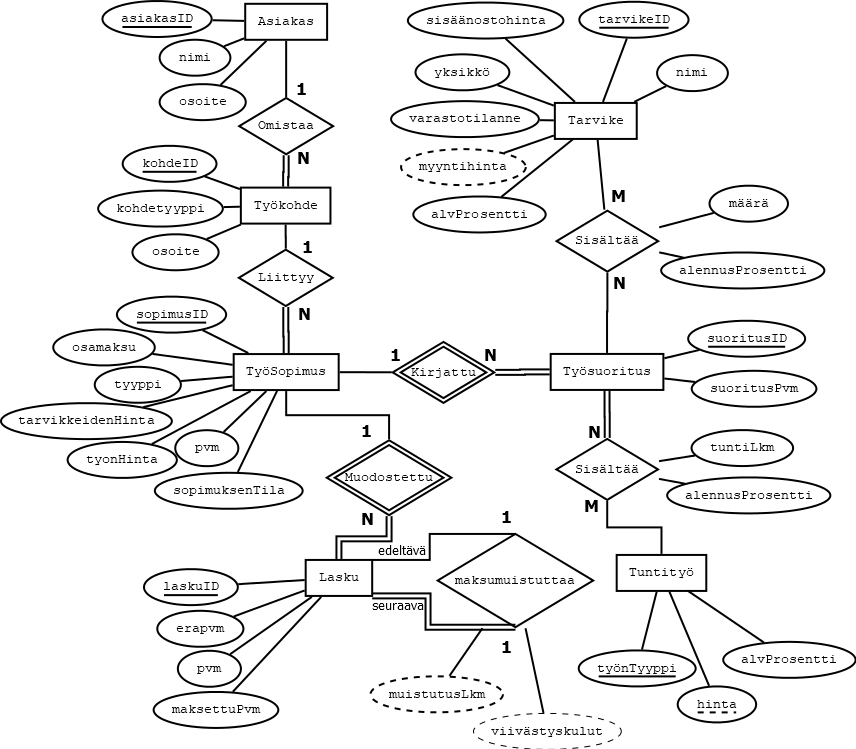 asiakasID
Asiakas
nimi
osoite
1
Omistaa
N
kohdeID
kohdetyyppi
Työkohde
osoite
1
Liittyy
N
sisäänostohinta
tarvikeID
yksikkö
nimi
varastotilanne
Tarvike
myyntihinta
alvProsentti
M
määrä
Sisältää
alennusProsentti
N
sopimusID
osamaksu
TyöSopimus
tyyppi
tarvikkeidenHinta
tyonHinta
pvm
sopimuksenTila
1
Kirjattu
N
Työsuoritus
suoritusID
suoritusPvm
1
Muodostettu
N
N
tuntiLkm
Sisältää
alennusProsentti
M
edeltävä
1
laskuID
Lasku
maksumuistuttaa
seuraava
erapvm
1
pvm
maksettuPvm
muistutusLkm
viivästyskulut
Tuntityö
työnTyyppi
alvProsentti
hinta